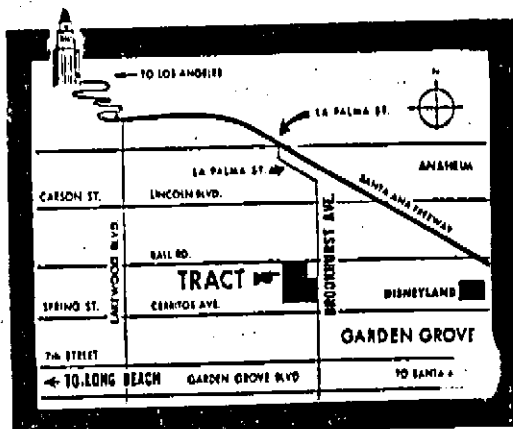 ← TO LOS ANGELES
N
LA PALMA ST.
LA PALMA ST.
ANAHEIM
SANTA ANA FREEWAY
CARSON ST.
LINCOLN BLVD.
LAKEWOOD BLVD
BROOKHURST AVE.
BALL RD.
TRACT
DISNEYLAND
SPRING ST.
CERRITOS AVE.
GARDEN GROVE
7th STREET
← TO LONG BEACH
GARDEN GROVE BLVD
TO SANTA A